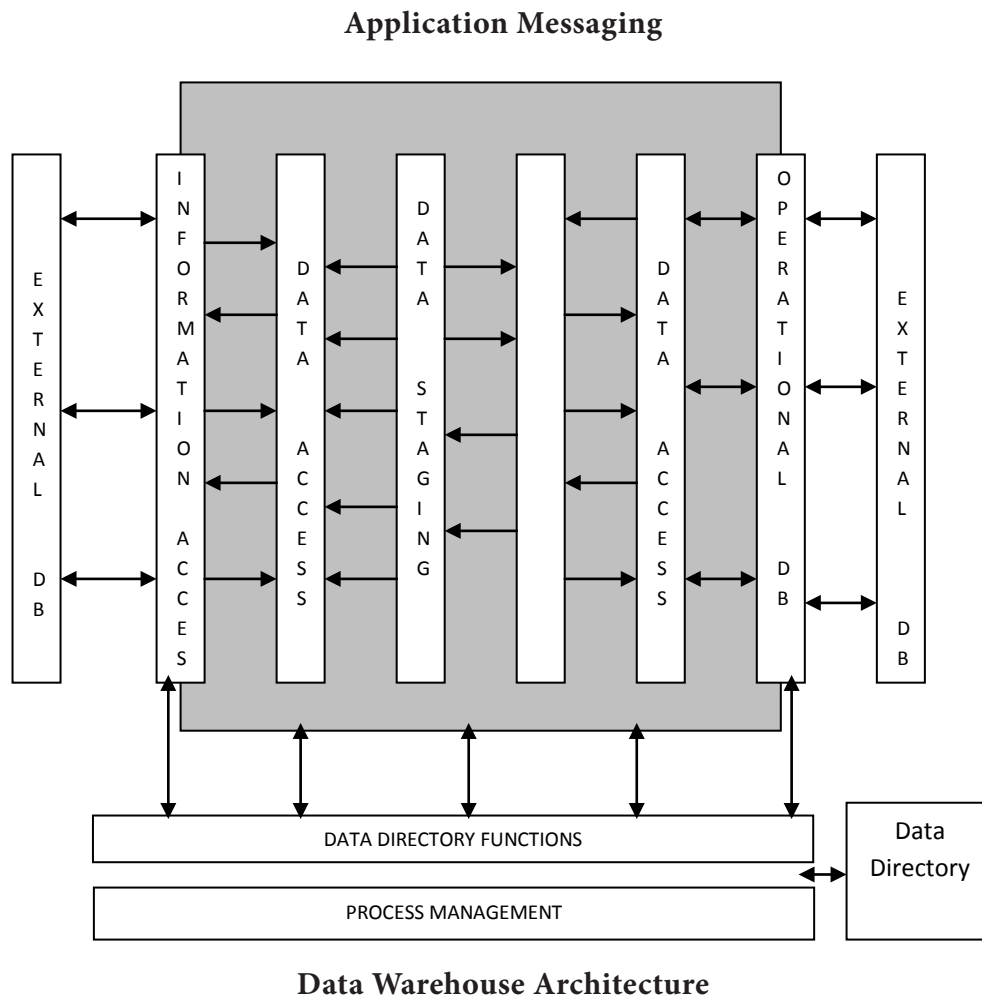 Application Messaging
EXTERNAL DB
INFORMATION ACCES
DATA ACCESS
DATA STAGING
DATA ACCESS
OPERATIONAL DB
EXTERNAL DB
DATA DIRECTORY FUNCTIONS
Data
Directory
PROCESS MANAGEMENT
Data Warehouse Architecture